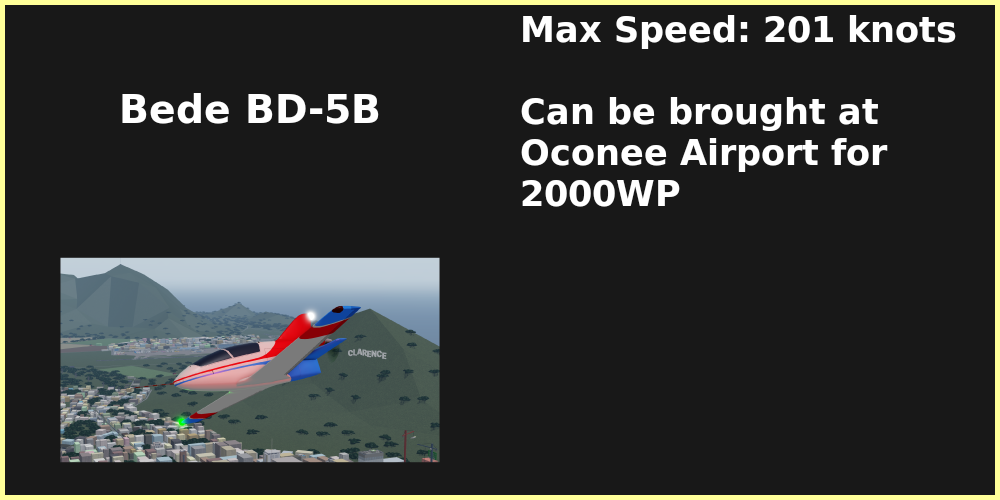 Max Speed: 201 knots
Bede BD-5B
Can be brought at
Oconee Airport for
2000WP
CLARENCE